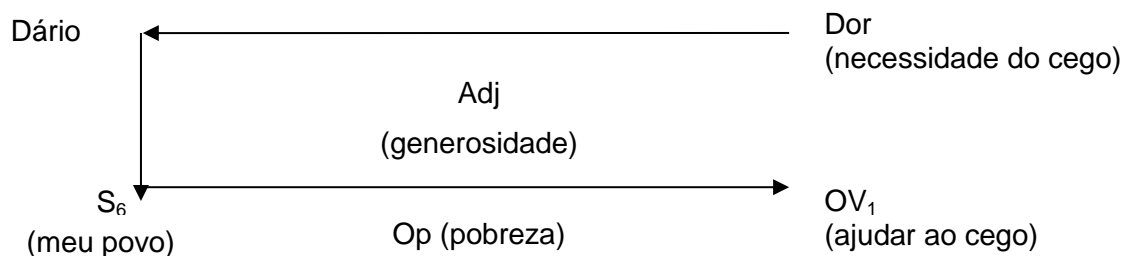 Dário
Dor
(necessidade do cego)
Adj
(generosidade)
S₆
(meu povo)
Op (pobreza)
OV₁
(ajudar ao cego)